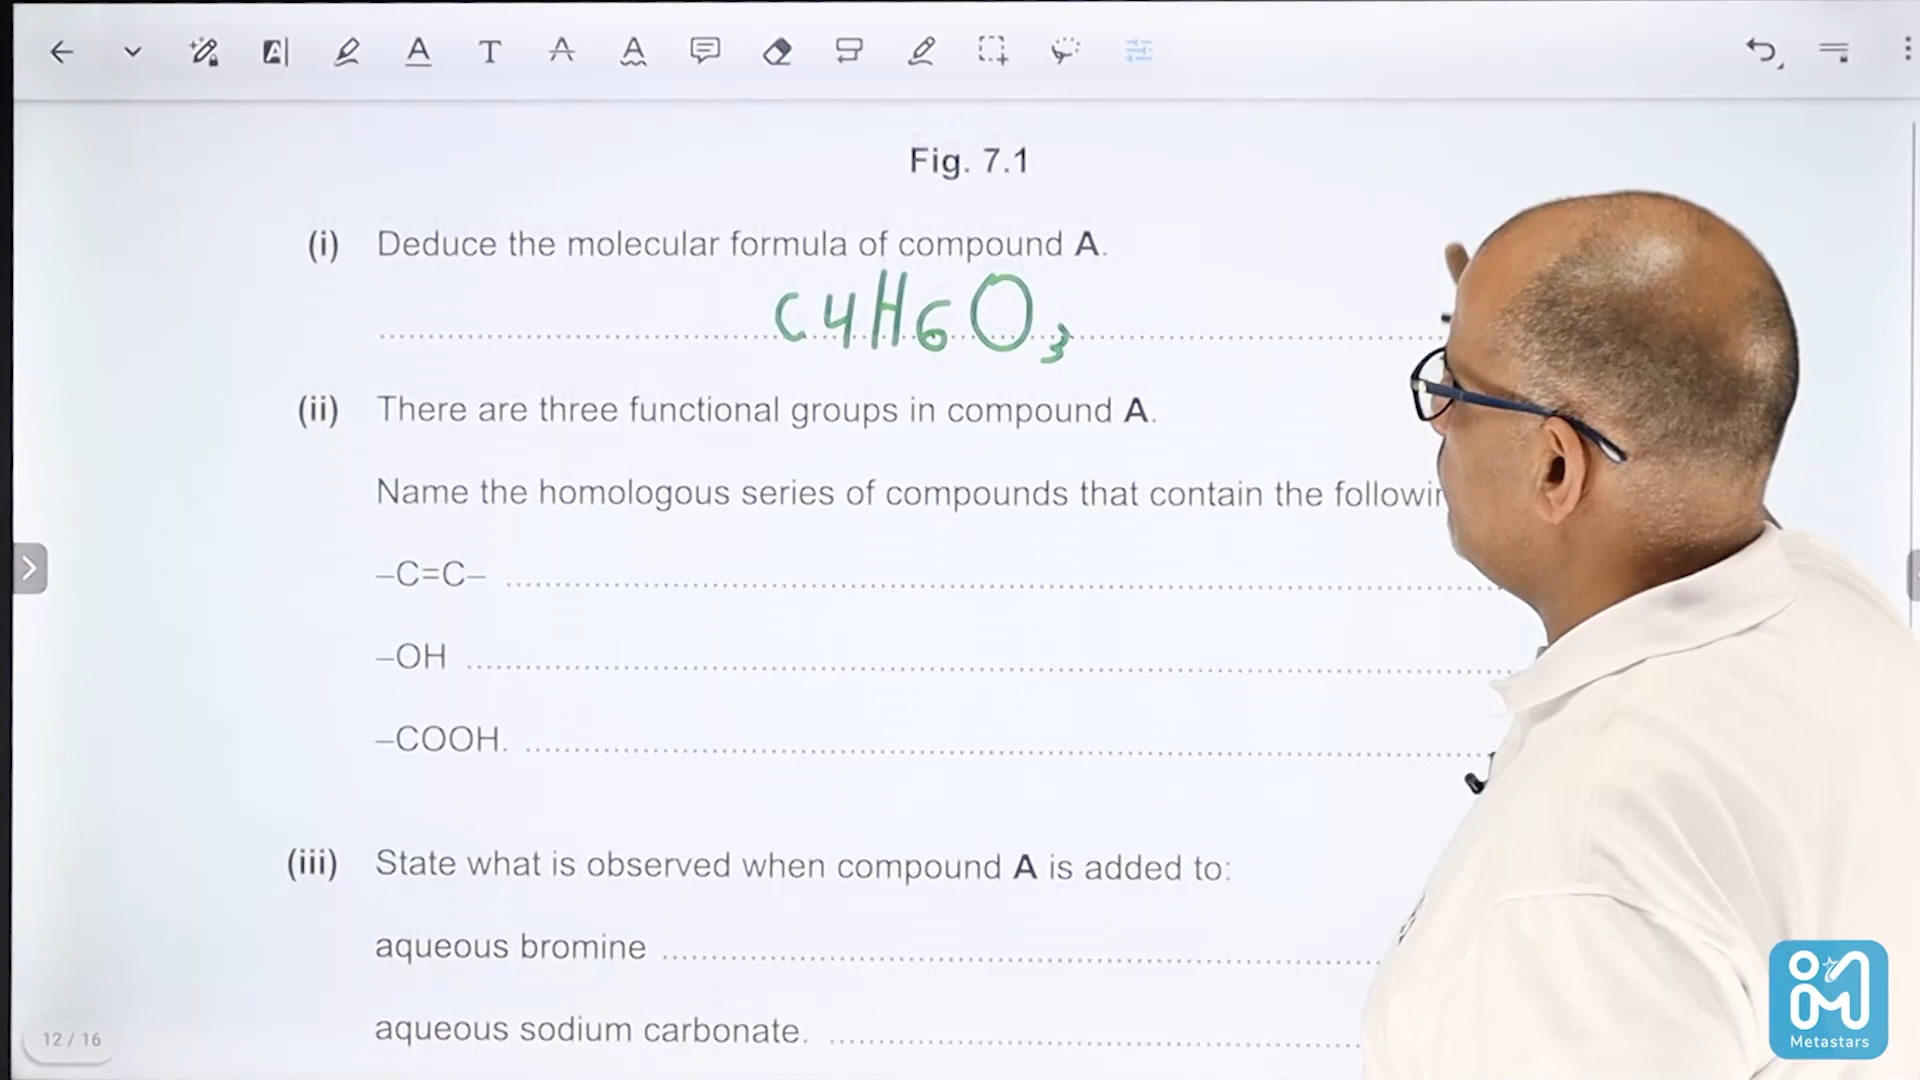 Fig. 7.1
(i) Deduce the molecular formula of compound A.
C4H6O3
(ii) There are three functional groups in compound A.
Name the homologous series of compounds that contain the
–C=C–
–OH
–COOH.
(iii) State what is observed when compound A is added to:
aqueous bromine
aqueous sodium carbonate.
12 / 16
Metastars